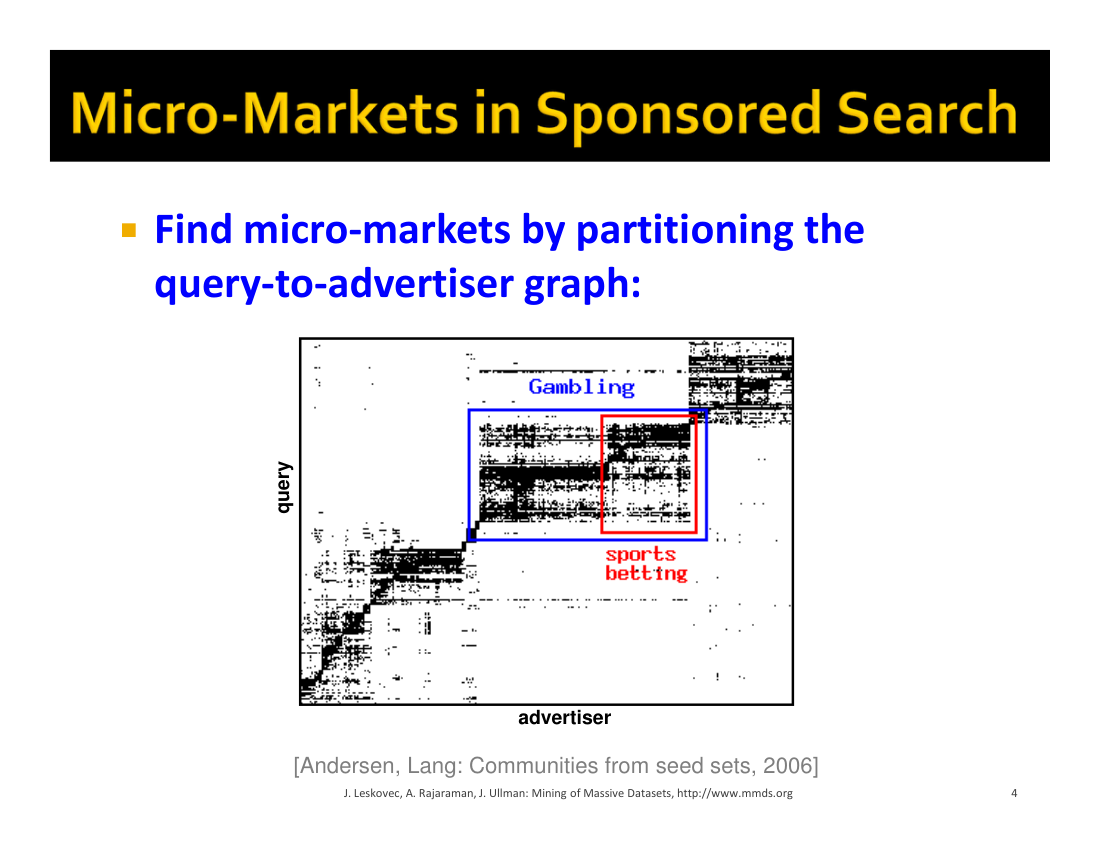 Micro-Markets in Sponsored Search
Find micro-markets by partitioning the
query-to-advertiser graph:
Gambling
query
sports
betting
advertiser
[Andersen, Lang: Communities from seed sets, 2006]
J. Leskovec, A. Rajaraman, J. Ullman: Mining of Massive Datasets, http://www.mmds.org
4